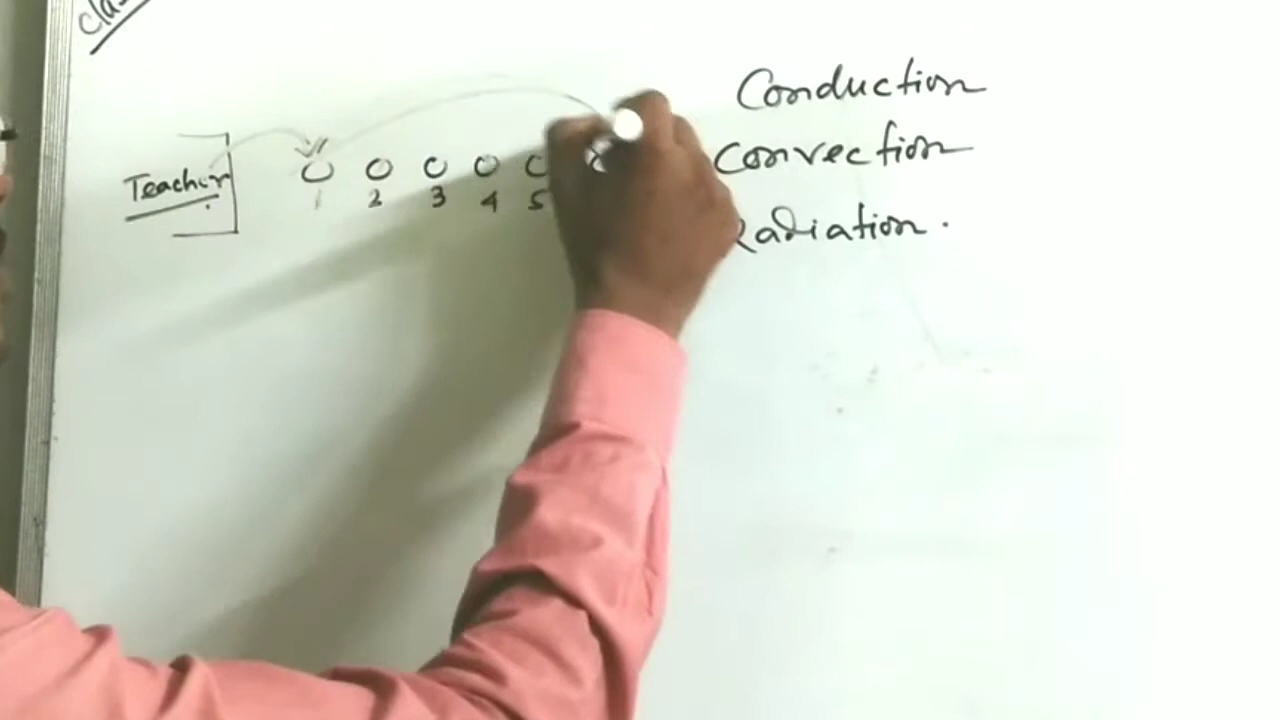 Conduction
Convection
Radiation.
Teacher
1 2 3 4 5